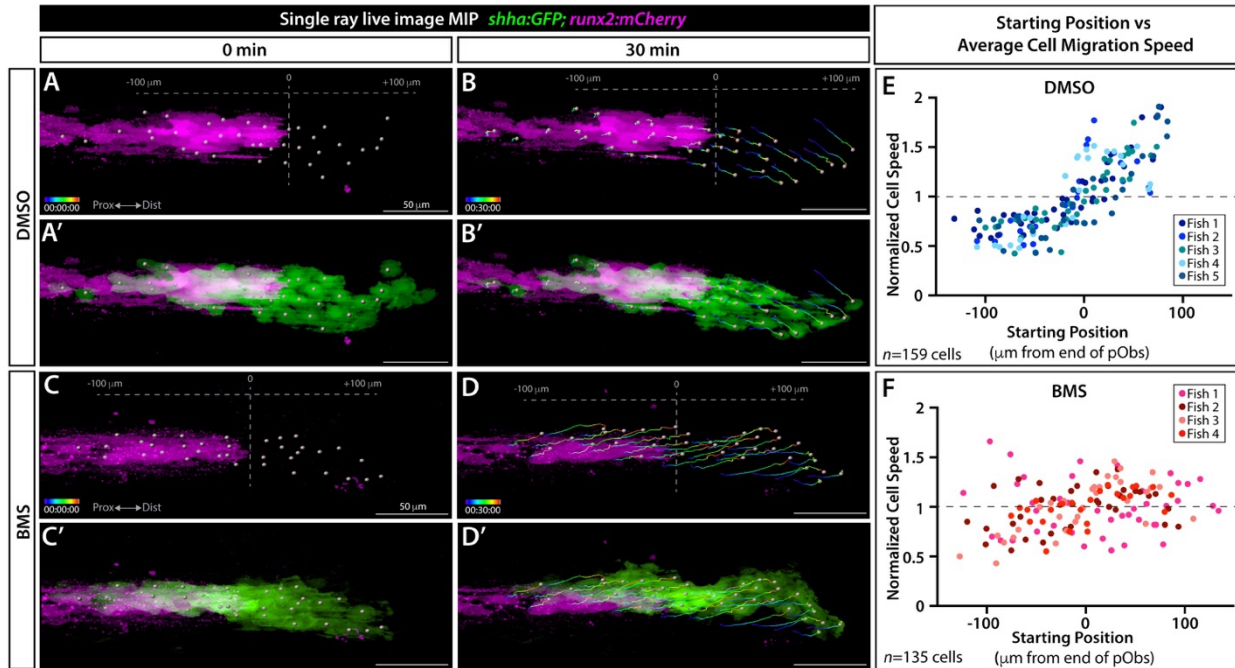 Single ray live image MIP shha:GFP; runx2:mCherry
0 min
30 min
Starting Position vs
Average Cell Migration Speed
DMSO
A
-100 μm
0
+100 μm
00:00:00
Prox
Dist
50 μm
B
-100 μm
0
+100 μm
00:30:00
A′
B′
BMS
C
-100 μm
0
+100 μm
00:00:00
Prox
Dist
50 μm
D
-100 μm
0
+100 μm
00:30:00
C′
D′
E
DMSO
Normalized Cell Speed
2
1.5
1
0.5
0
Fish 1
Fish 2
Fish 3
Fish 4
Fish 5
-100
0
100
Starting Position
n=159 cells
(μm from end of pObs)
F
BMS
Normalized Cell Speed
2
1.5
1
0.5
0
Fish 1
Fish 2
Fish 3
Fish 4
-100
0
100
Starting Position
n=135 cells
(μm from end of pObs)